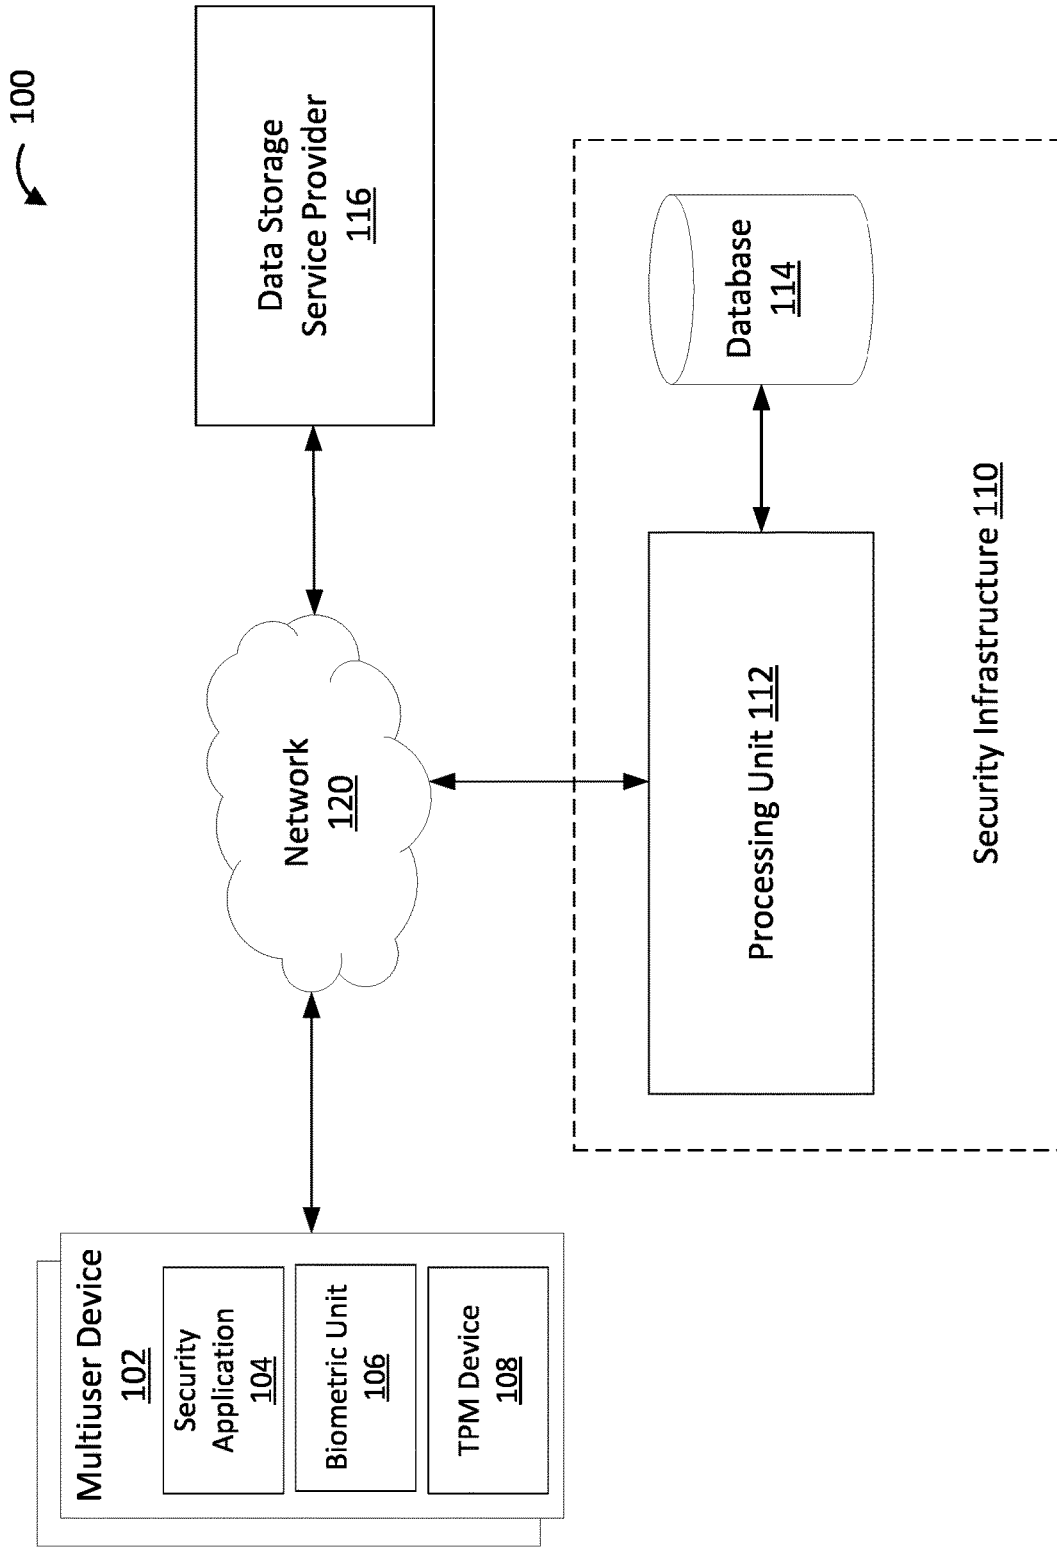 100
Multiuser Device
102
Security
Application
104
Biometric Unit
106
TPM Device
108
Network
120
Data Storage
Service Provider
116
Processing Unit 112
Database
114
Security Infrastructure 110